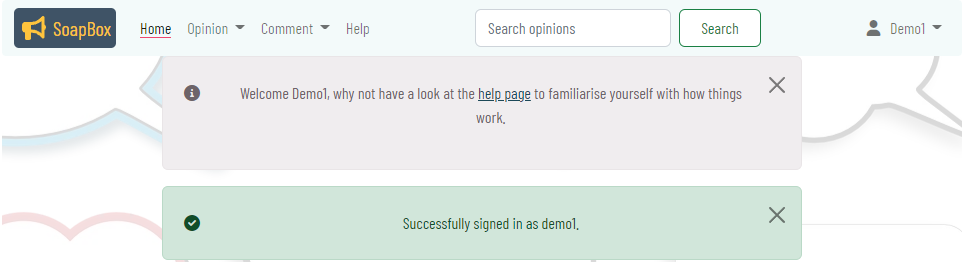 SoapBox Home Opinion Comment Help Search opinions Search Demo1
Welcome Demo1, why not have a look at the help page to familiarise yourself with how things
work.
Successfully signed in as demo1.